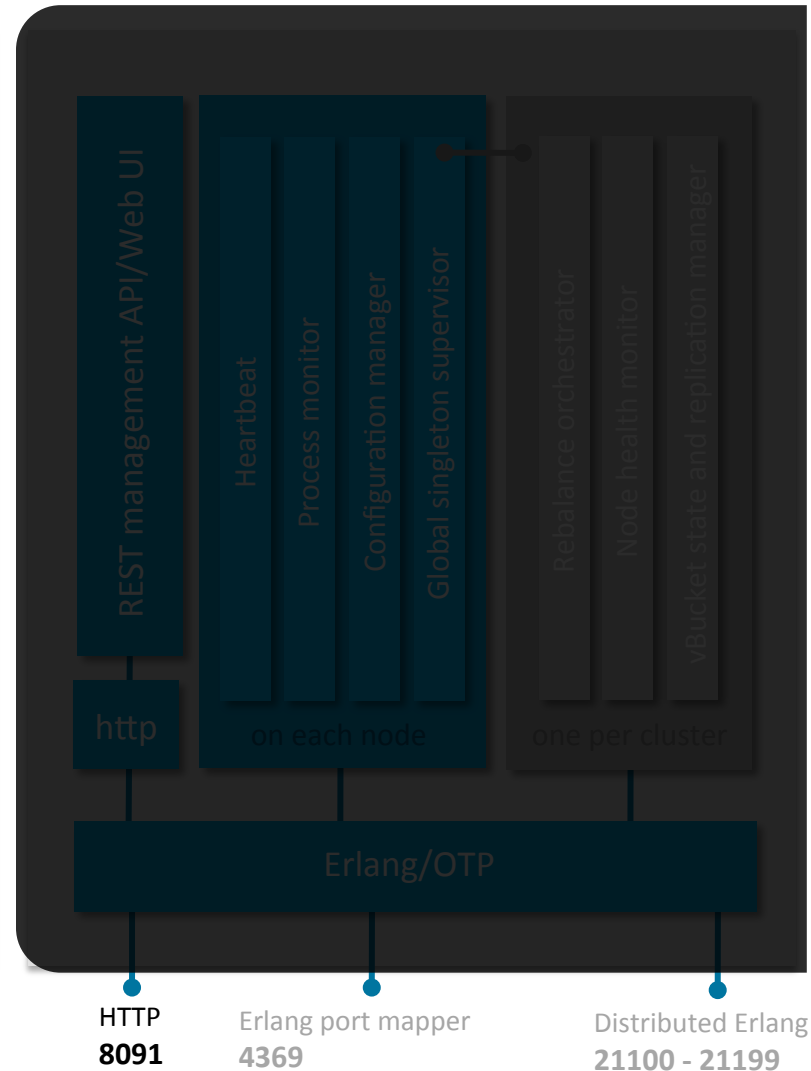 REST management API/Web UI
Heartbeat
Process monitor
Configuration manager
Global singleton supervisor
Rebalance orchestrator
Node health monitor
vBucket state and replication manager
http
on each node
one per cluster
Erlang/OTP
HTTP
8091
Erlang port mapper
4369
Distributed Erlang
21100 - 21199